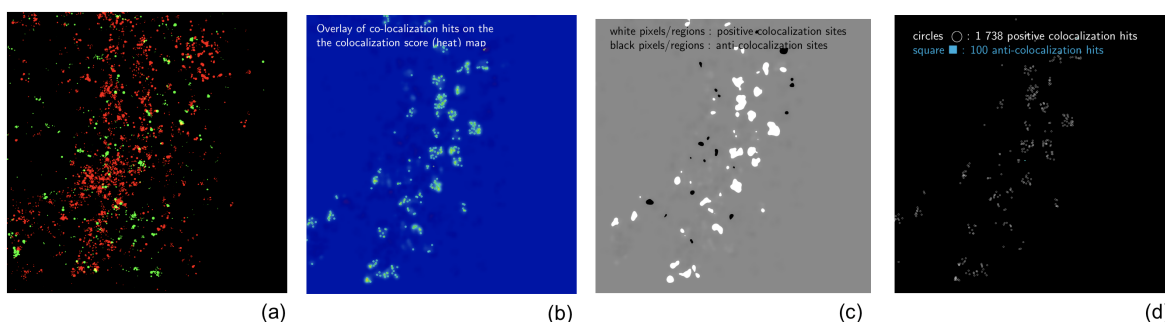 Overlay of co-localization hits on the
the colocalization score (heat) map
white pixels/regions : positive colocalization sites
black pixels/regions : anti-colocalization sites
circles ◯ : 1 738 positive colocalization hits
square ■ : 100 anti-colocalization hits
(a)
(b)
(c)
(d